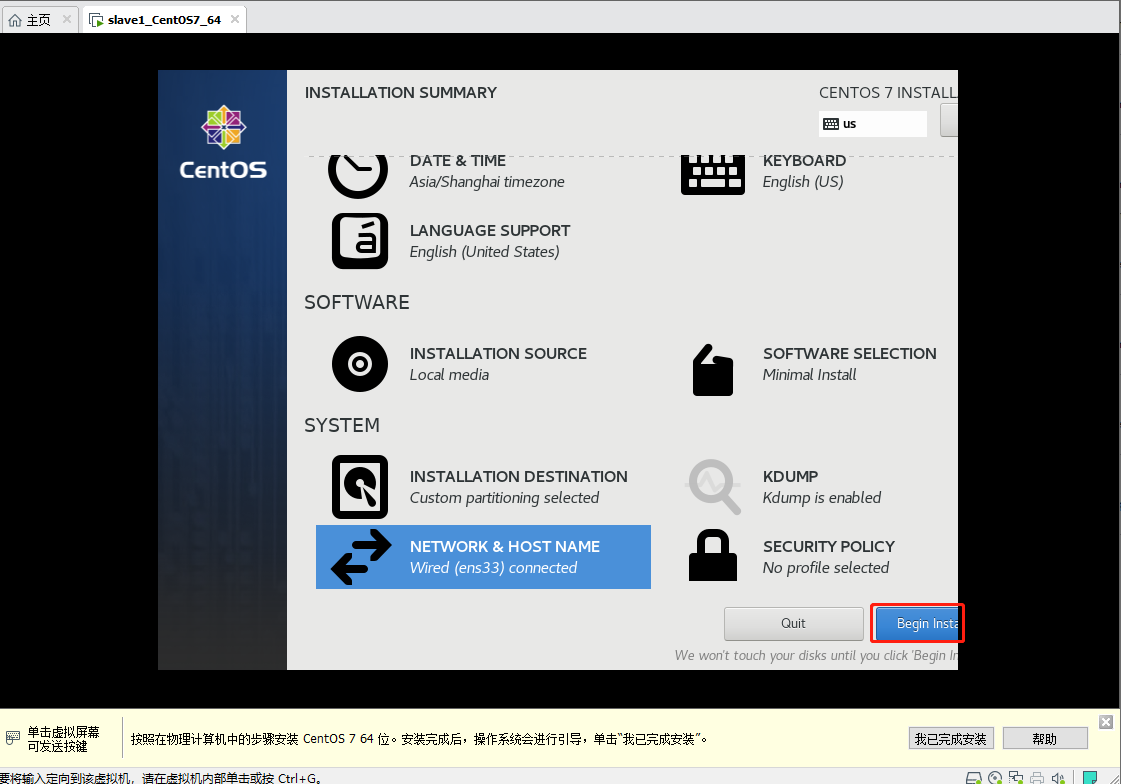 主页
slave1_CentOS7_64
INSTALLATION SUMMARY
CENTOS 7 INSTALL
us
CentOS
DATE & TIME
Asia/Shanghai timezone
KEYBOARD
English (US)
LANGUAGE SUPPORT
English (United States)
SOFTWARE
INSTALLATION SOURCE
Local media
SOFTWARE SELECTION
Minimal Install
SYSTEM
INSTALLATION DESTINATION
Custom partitioning selected
KDUMP
Kdump is enabled
NETWORK & HOST NAME
Wired (ens33) connected
SECURITY POLICY
No profile selected
Quit
Begin Insta
We won't touch your disks until you click 'Begin In
单击虚拟屏幕
可发送按键
按照在物理计算机中的步骤安装 CentOS 7 64 位。安装完成后，操作系统会进行引导，单击“我已完成安装”。
我已完成安装
帮助
要将输入定向到该虚拟机，请在虚拟机内部单击或按 Ctrl+G。